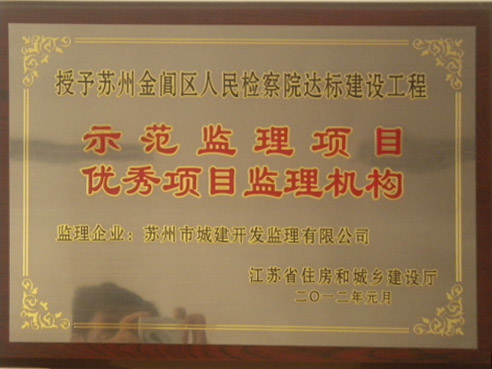 授予苏州金阊区人民检察院达标建设工程
示范监理项目
优秀项目监理机构
监理企业：苏州市城建开发监理有限公司
江苏省住房和城乡建设厅
二〇一二年元月